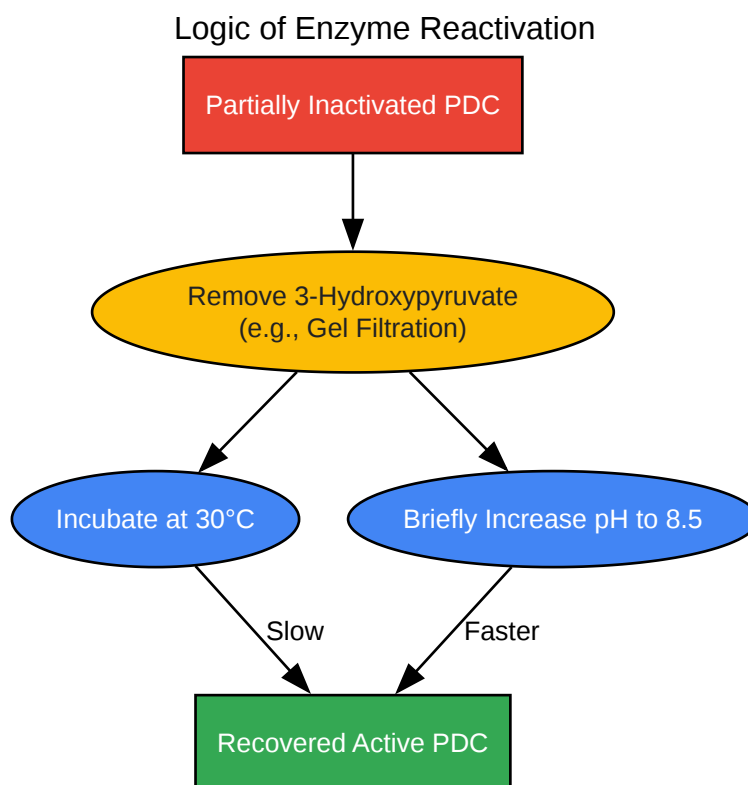 Logic of Enzyme Reactivation
Partially Inactivated PDC
Remove 3-Hydroxypyruvate
(e.g., Gel Filtration)
Incubate at 30°C
Briefly Increase pH to 8.5
Slow
Faster
Recovered Active PDC